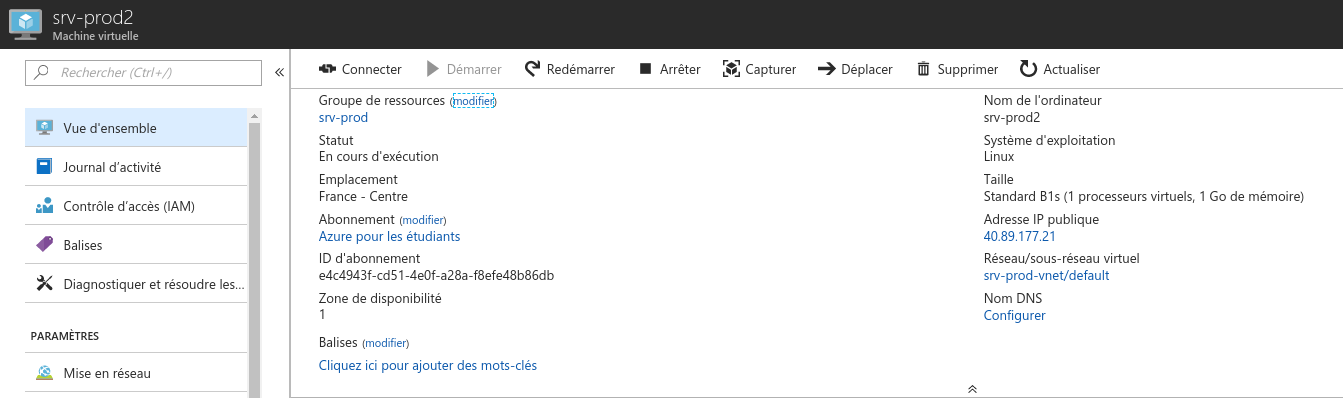 srv-prod2
Machine virtuelle
Rechercher (Ctrl+/)
«
Vue d'ensemble
Journal d’activité
Contrôle d’accès (IAM)
Balises
Diagnostiquer et résoudre les...
PARAMÈTRES
Mise en réseau
Connecter Démarrer Redémarrer Arrêter Capturer Déplacer Supprimer Actualiser
Groupe de ressources (modifier)
srv-prod
Statut
En cours d'exécution
Emplacement
France - Centre
Abonnement (modifier)
Azure pour les étudiants
ID d'abonnement
e4c4943f-cd51-4e0f-a28a-f8efe48b86db
Zone de disponibilité
1
Balises (modifier)
Cliquez ici pour ajouter des mots-clés
Nom de l'ordinateur
srv-prod2
Système d'exploitation
Linux
Taille
Standard B1s (1 processeurs virtuels, 1 Go de mémoire)
Adresse IP publique
40.89.177.21
Réseau/sous-réseau virtuel
srv-prod-vnet/default
Nom DNS
Configurer